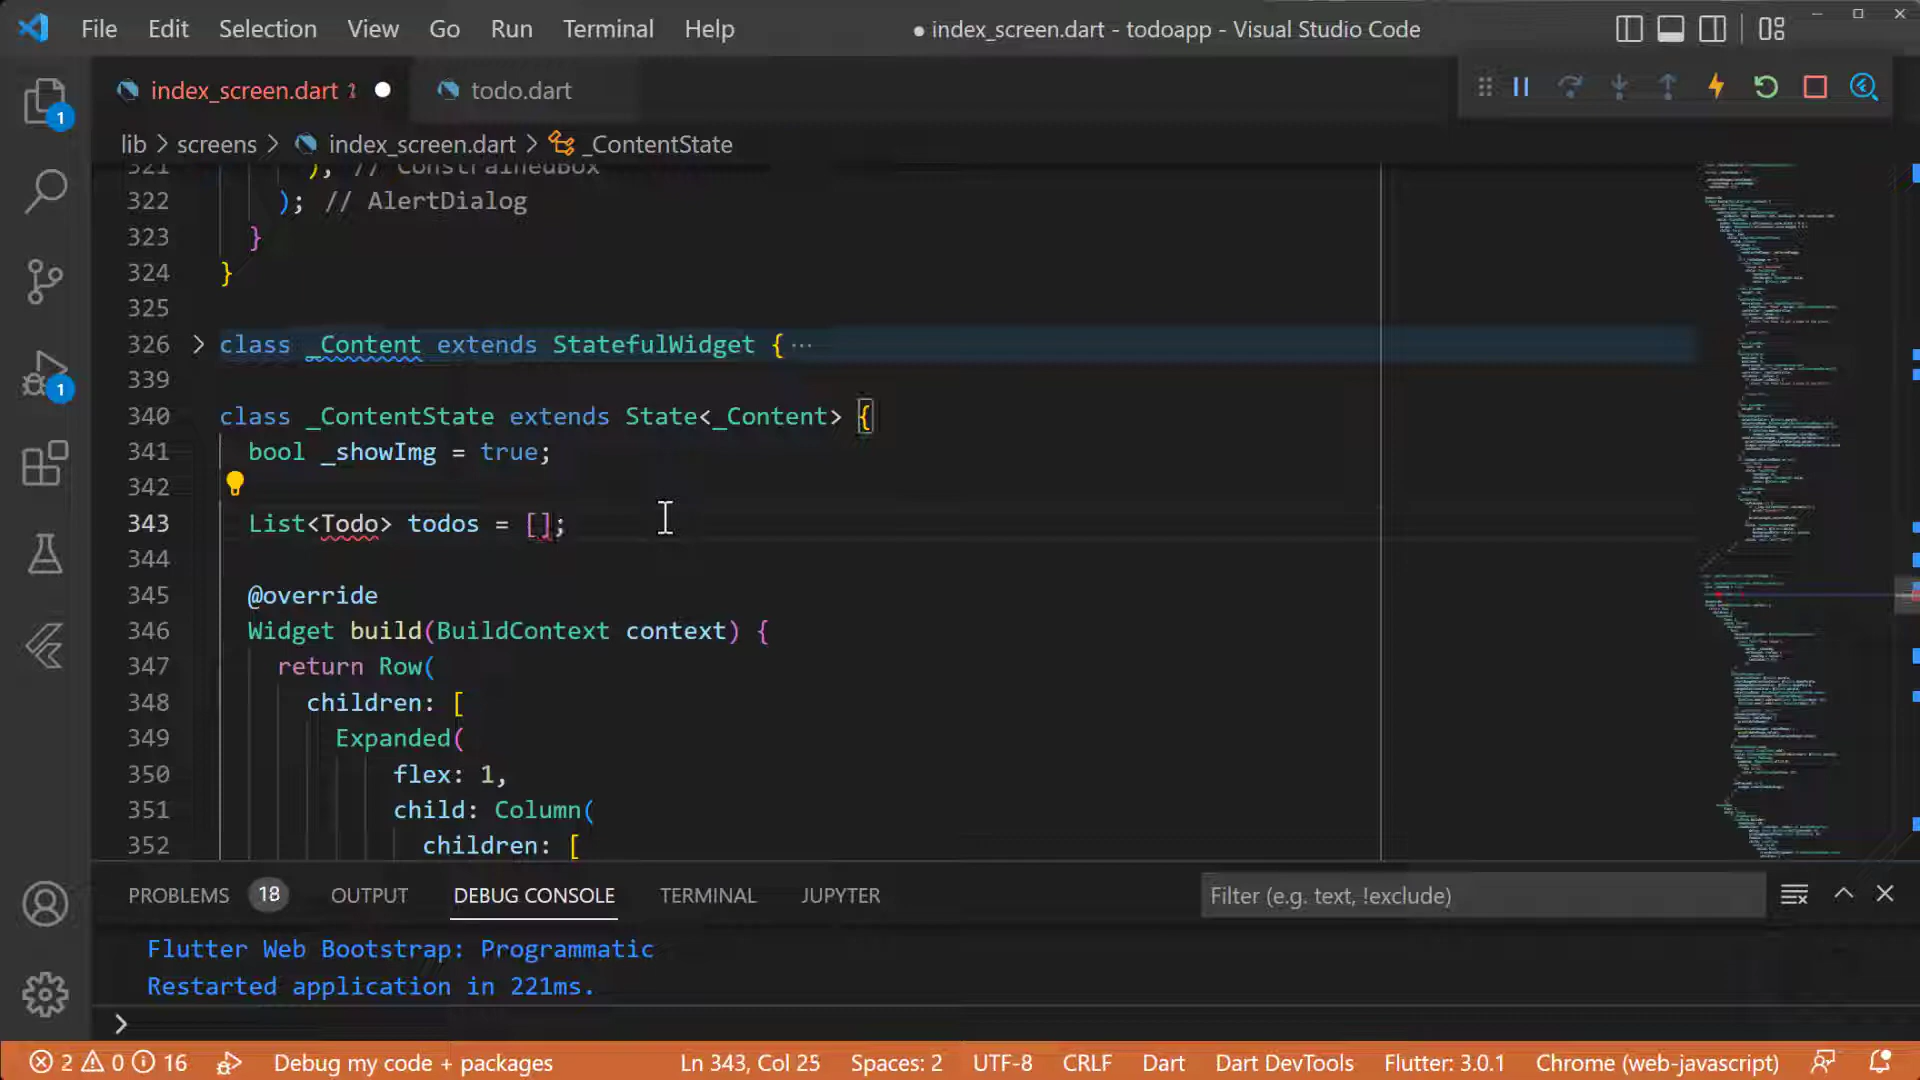 File Edit Selection View Go Run Terminal Help ● index_screen.dart - todoapp - Visual Studio Code
index_screen.dart 2 ● todo.dart
lib > screens > index_screen.dart > _ContentState
321 ); // ConstrainedBox
322 ); // AlertDialog
323 }
324 }
325
326 class _Content extends StatefulWidget { ...
339
340 class _ContentState extends State<_Content> {
341 bool _showImg = true;
342
343 List<Todo> todos = [];
344
345 @override
346 Widget build(BuildContext context) {
347 return Row(
348 children: [
349 Expanded(
350 flex: 1,
351 child: Column(
352 children: [
PROBLEMS 18 OUTPUT DEBUG CONSOLE TERMINAL JUPYTER Filter (e.g. text, !exclude)
Flutter Web Bootstrap: Programmatic
Restarted application in 221ms.
>
1
1
2 0 16 Debug my code + packages Ln 343, Col 25 Spaces: 2 UTF-8 CRLF Dart Dart DevTools Flutter: 3.0.1 Chrome (web-javascript)